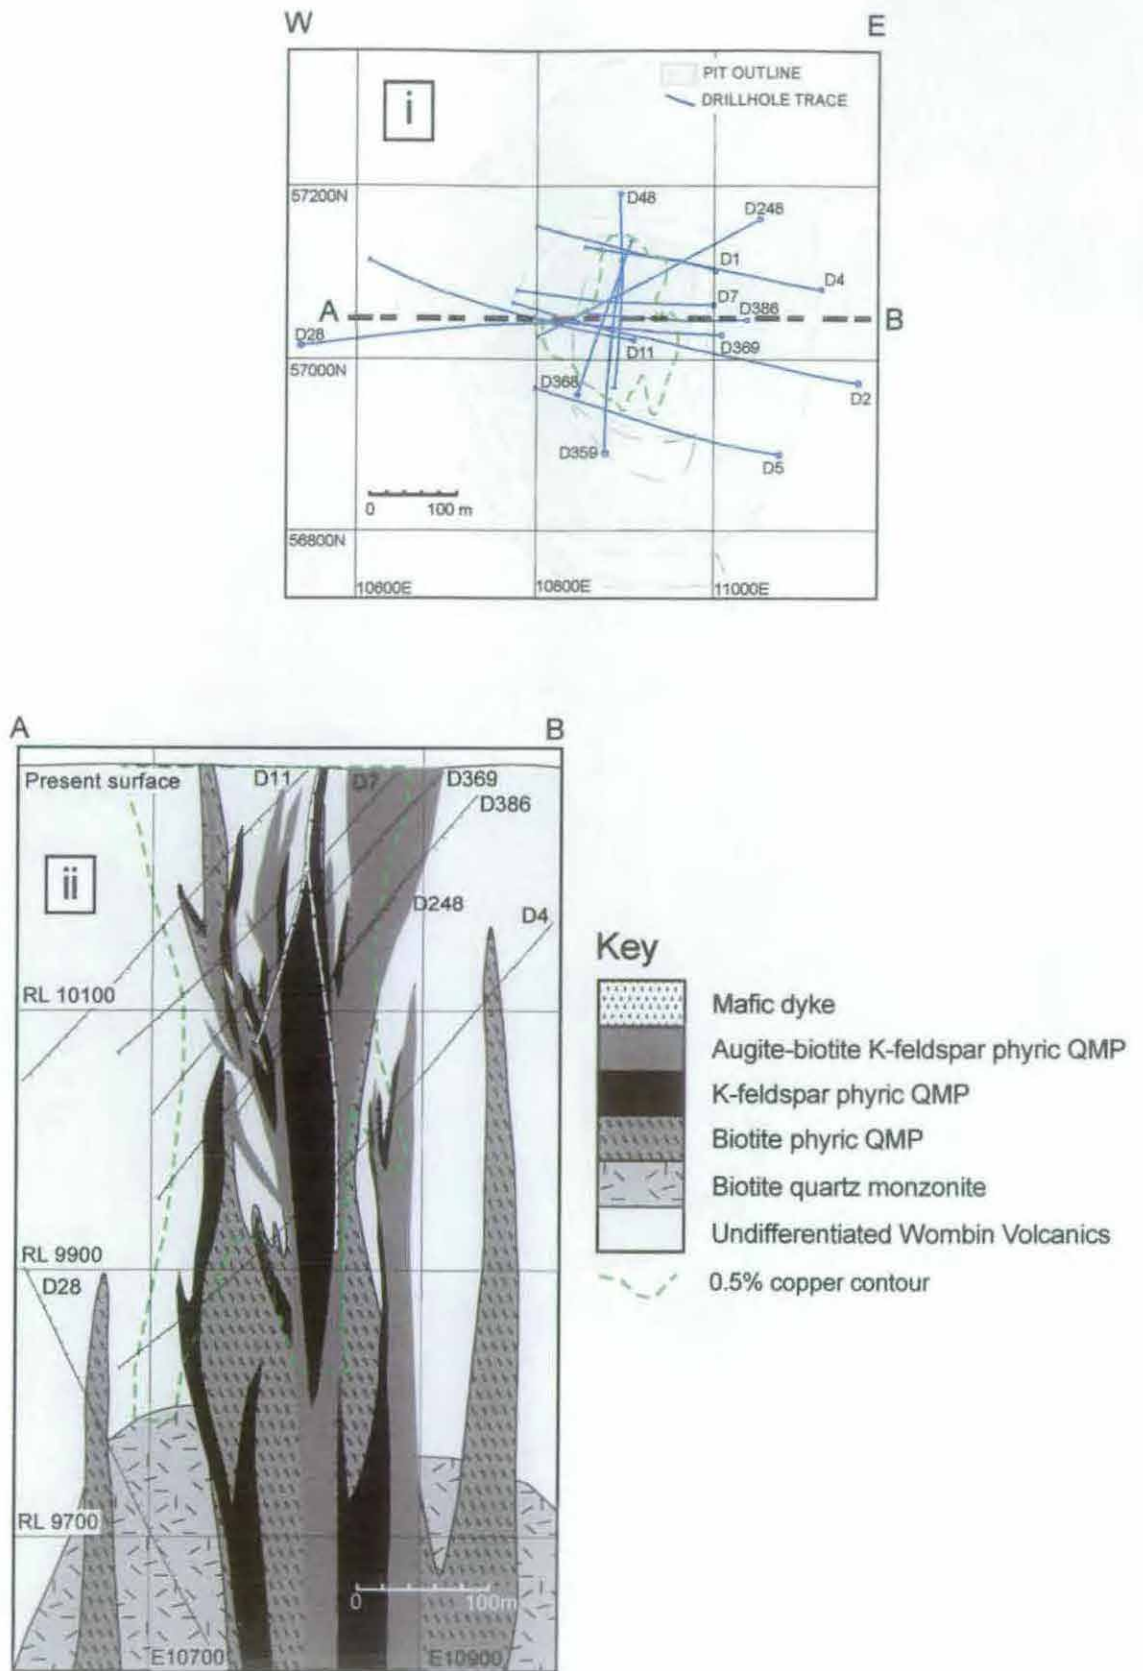 W
E
i
PIT OUTLINE
DRILLHOLE TRACE
57200N
D48
D248
D1
D4
D7
A
D386
B
D28
D369
D11
57000N
D368
D2
D359
D5
0 100 m
56800N
10600E
10800E
11000E
A
B
Present surface
D11
D7
D369
D386
ii
D248
D4
RL 10100
RL 9900
D28
RL 9700
0 100m
E10700
E10900
Key
Mafic dyke
Augite-biotite K-feldspar phyric QMP
K-feldspar phyric QMP
Biotite phyric QMP
Biotite quartz monzonite
Undifferentiated Wombin Volcanics
0.5% copper contour